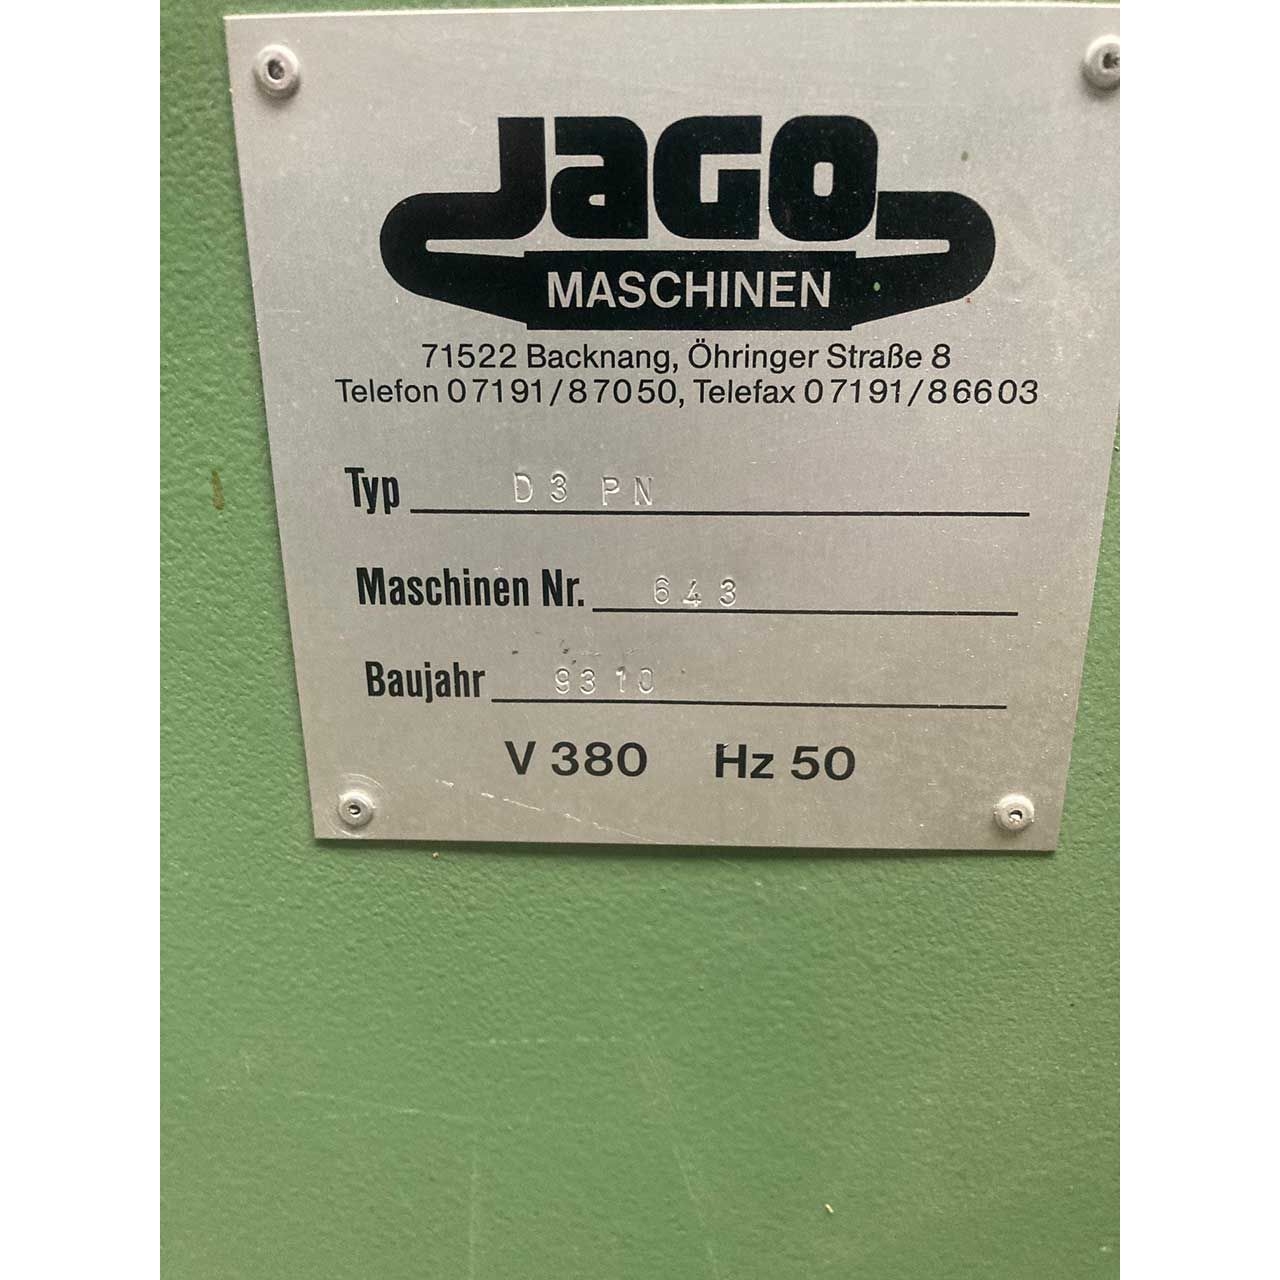 JAGO
MASCHINEN
71522 Backnang, Öhringer Straße 8
Telefon 07191/87050, Telefax 07191/86603
Typ D3 PN
Maschinen Nr. 643
Baujahr 9310
V 380 Hz 50